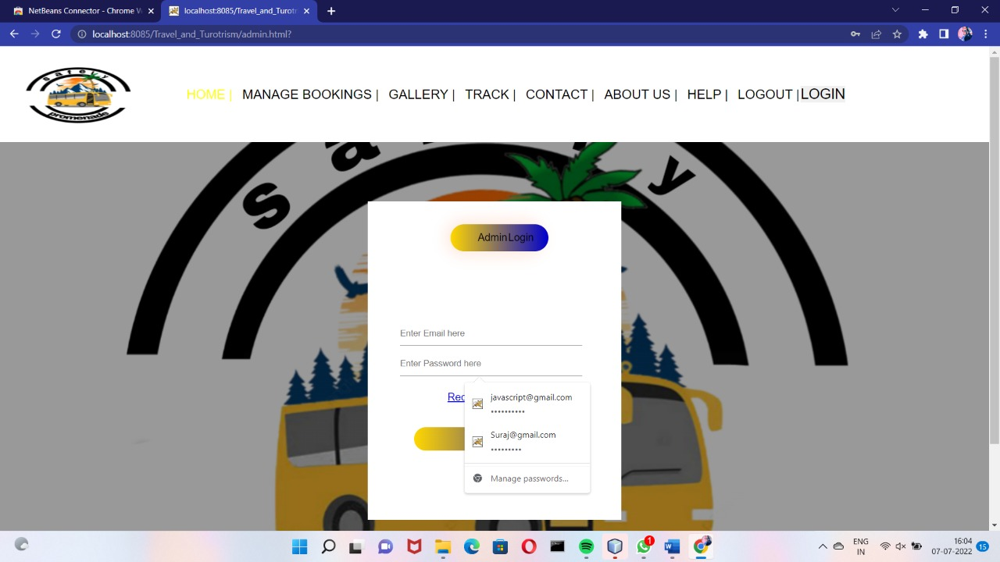 NetBeans Connector - Chrome W
localhost:8085/Travel_and_Turotri
localhost:8085/Travel_and_Turotrism/admin.html?
safety
promenade
HOME | MANAGE BOOKINGS | GALLERY | TRACK | CONTACT | ABOUT US | HELP | LOGOUT |LOGIN
safety
Admin Login
Enter Email here
Enter Password here
Rec
javascript@gmail.com
••••••••••
Suraj@gmail.com
•••••••••
Manage passwords...
1
ENG
IN
16:04
07-07-2022
15